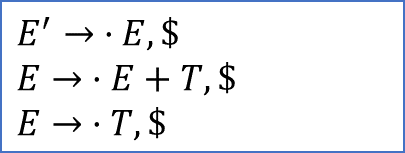 E′ → · E, $
E → · E + T, $
E → · T, $